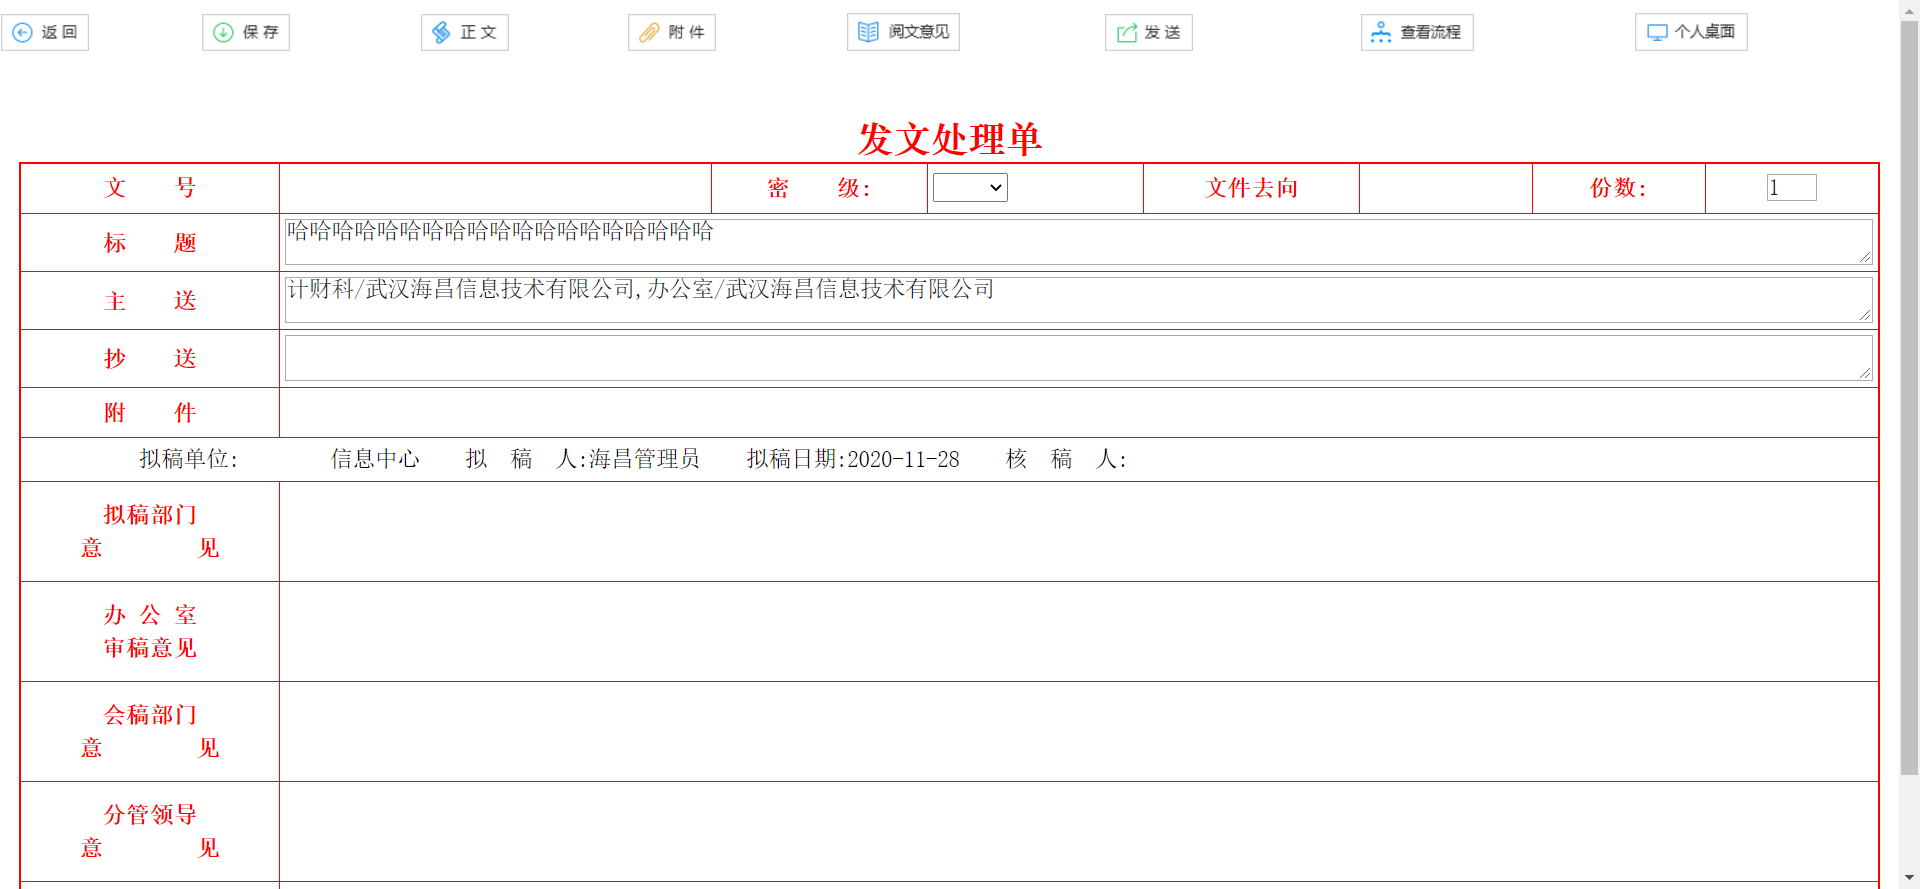 返 回 保 存 正 文 附 件 阅文意见 发 送 查看流程 个人桌面
发文处理单
文 号 密 级: 文件去向 份数: 1
标 题 哈哈哈哈哈哈哈哈哈哈哈哈哈哈哈哈哈哈哈
主 送 计财科/武汉海昌信息技术有限公司,办公室/武汉海昌信息技术有限公司
抄 送
附 件
拟稿单位: 信息中心 拟 稿 人:海昌管理员 拟稿日期:2020-11-28 核 稿 人:
拟稿部门
意 见
办 公 室
审稿意见
会稿部门
意 见
分管领导
意 见